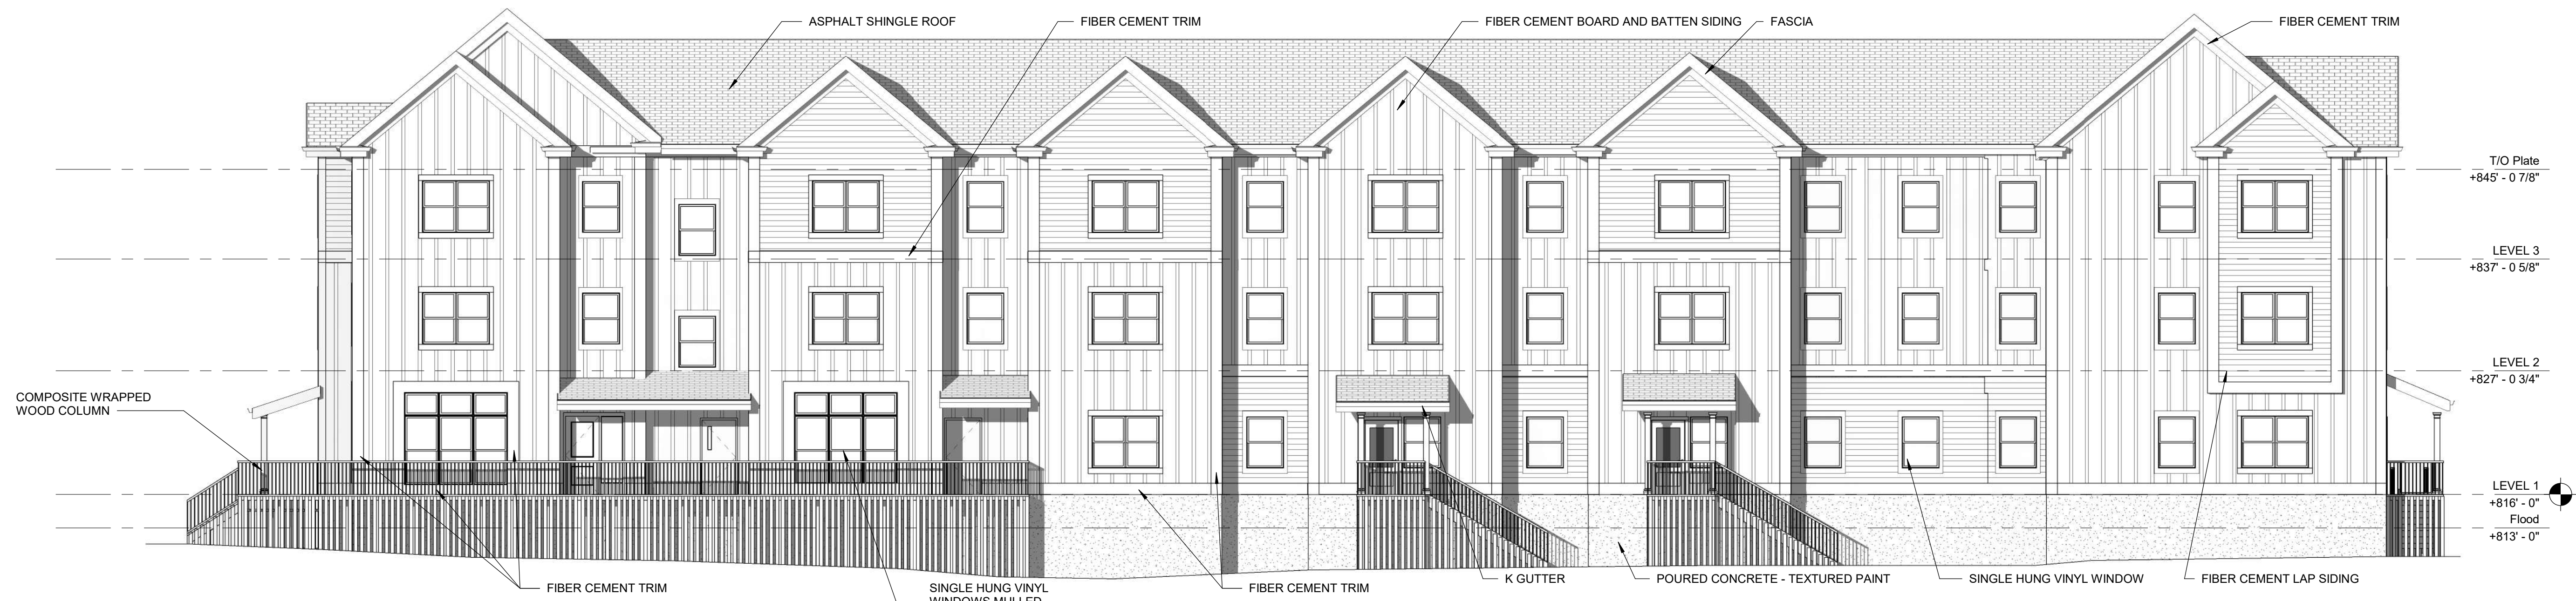 ASPHALT SHINGLE ROOF
FIBER CEMENT TRIM
FIBER CEMENT BOARD AND BATTEN SIDING
FASCIA
FIBER CEMENT TRIM
T/O Plate
+845' - 0 7/8"
LEVEL 3
+837' - 0 5/8"
LEVEL 2
+827' - 0 3/4"
COMPOSITE WRAPPED
WOOD COLUMN
LEVEL 1
+816' - 0"
Flood
+813' - 0"
FIBER CEMENT TRIM
SINGLE HUNG VINYL
WINDOWS MULLED
FIBER CEMENT TRIM
K GUTTER
POURED CONCRETE - TEXTURED PAINT
SINGLE HUNG VINYL WINDOW
FIBER CEMENT LAP SIDING